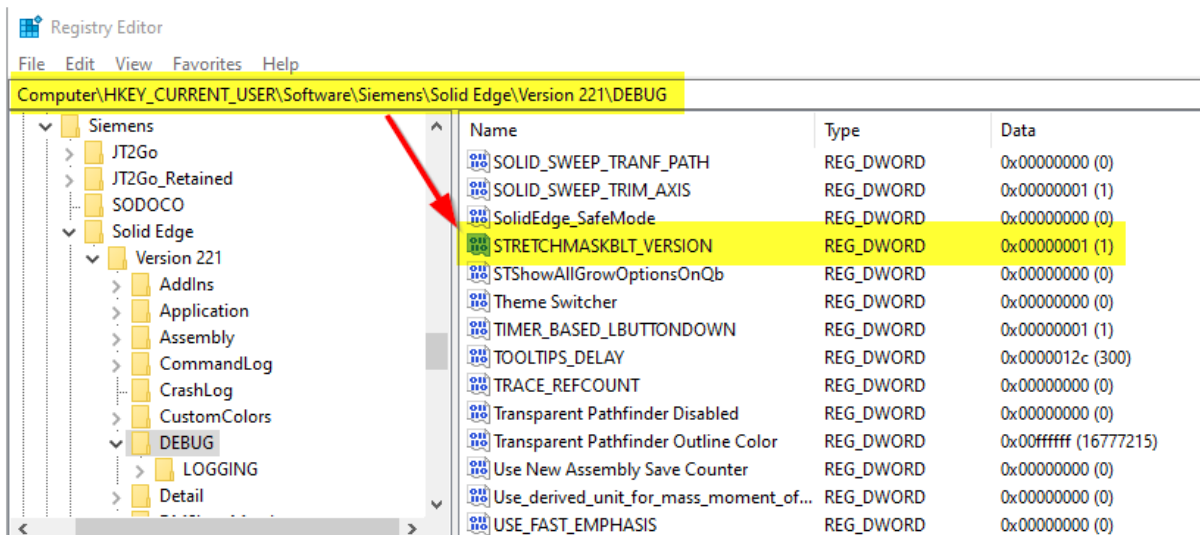 Registry Editor
File Edit View Favorites Help
Computer\HKEY_CURRENT_USER\Software\Siemens\Solid Edge\Version 221\DEBUG
Siemens
JT2Go
JT2Go_Retained
SODOCO
Solid Edge
Version 221
AddIns
Application
Assembly
CommandLog
CrashLog
CustomColors
DEBUG
LOGGING
Detail
Name Type Data
SOLID_SWEEP_TRANF_PATH REG_DWORD 0x00000000 (0)
SOLID_SWEEP_TRIM_AXIS REG_DWORD 0x00000001 (1)
SolidEdge_SafeMode REG_DWORD 0x00000000 (0)
STRETCHMASKBLT_VERSION REG_DWORD 0x00000001 (1)
STShowAllGrowOptionsOnQb REG_DWORD 0x00000000 (0)
Theme Switcher REG_DWORD 0x00000000 (0)
TIMER_BASED_LBUTTONDOWN REG_DWORD 0x00000001 (1)
TOOLTIPS_DELAY REG_DWORD 0x0000012c (300)
TRACE_REFCOUNT REG_DWORD 0x00000000 (0)
Transparent Pathfinder Disabled REG_DWORD 0x00000000 (0)
Transparent Pathfinder Outline Color REG_DWORD 0x00ffffff (16777215)
Use New Assembly Save Counter REG_DWORD 0x00000000 (0)
Use_derived_unit_for_mass_moment_of... REG_DWORD 0x00000000 (0)
USE_FAST_EMPHASIS REG_DWORD 0x00000000 (0)